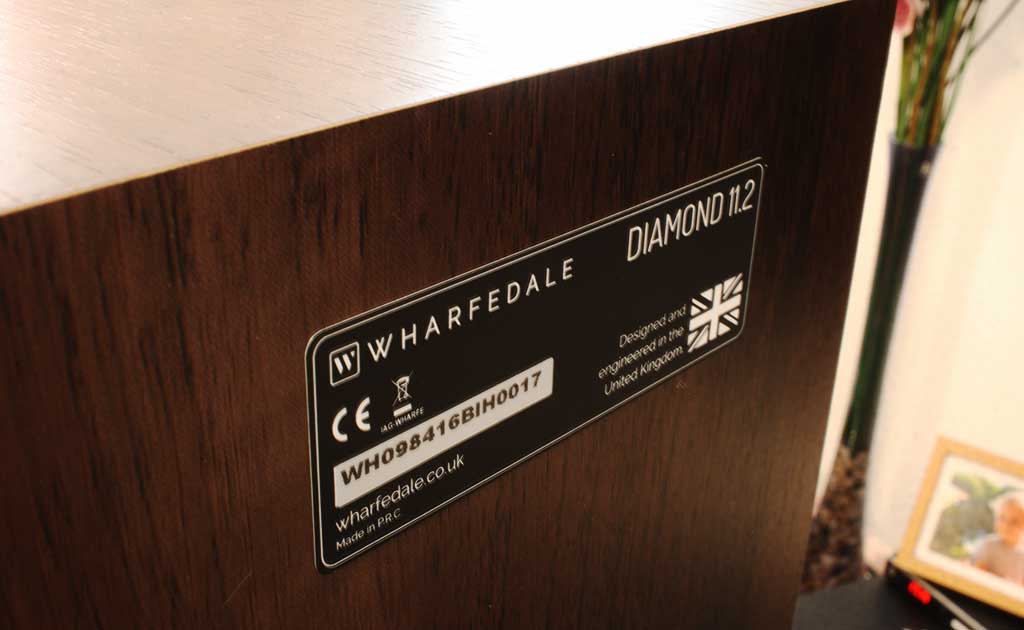 W WHARFEDALE
DIAMOND 11.2
CE
IAG-WHARFE
WH098416BIH0017
wharfedale.co.uk
Made in P.R.C
Designed and
engineered in the
United Kingdom.